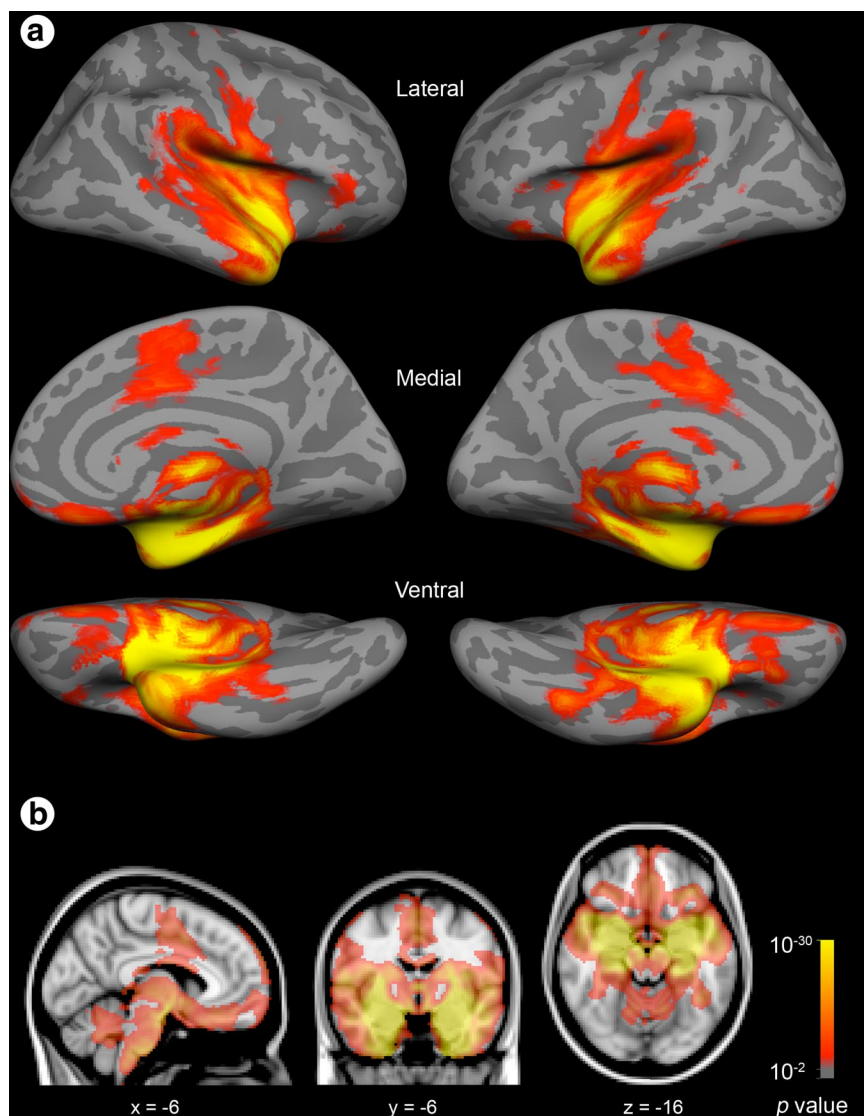 a
Lateral
Medial
Ventral
b
10-30
10-2
x = -6
y = -6
z = -16
p value